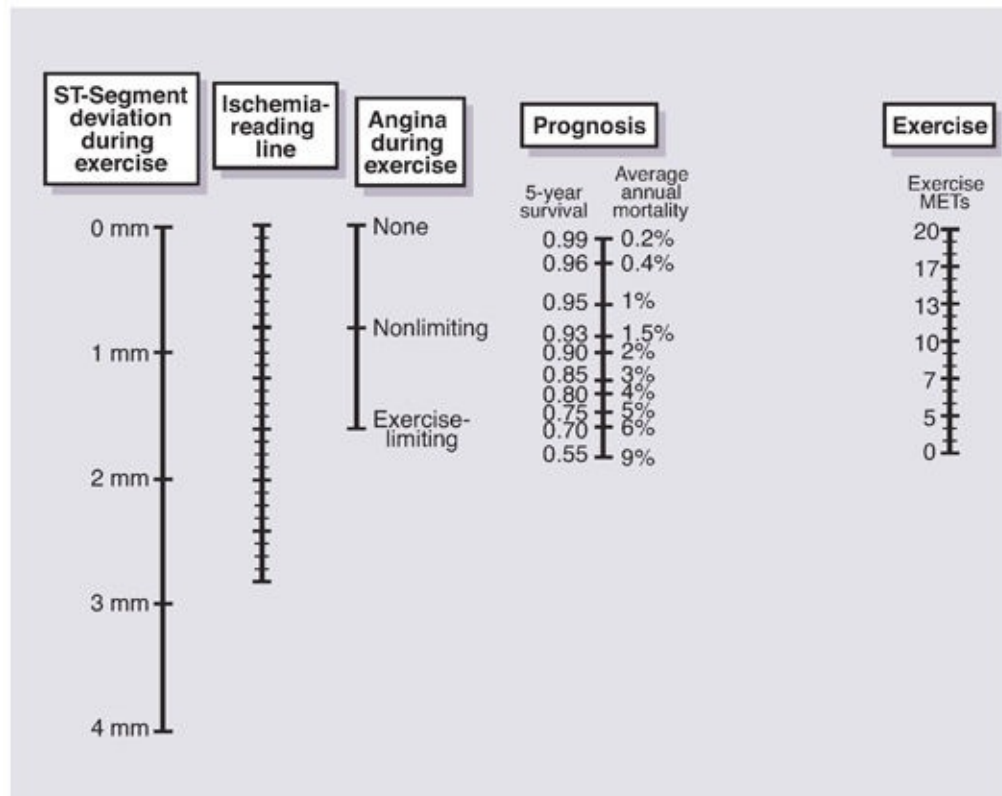 ST-Segment
deviation
during
exercise
Ischemia-
reading
line
Angina
during
exercise
Prognosis
Exercise
5-year
survival
Average
annual
mortality
Exercise
METs
0 mm
1 mm
2 mm
3 mm
4 mm
None
Nonlimiting
Exercise-
limiting
0.99 0.2%
0.96 0.4%
0.95 1%
0.93 1.5%
0.90 2%
0.85 3%
0.80 4%
0.75 5%
0.70 6%
0.55 9%
20
17
13
10
7
5
0